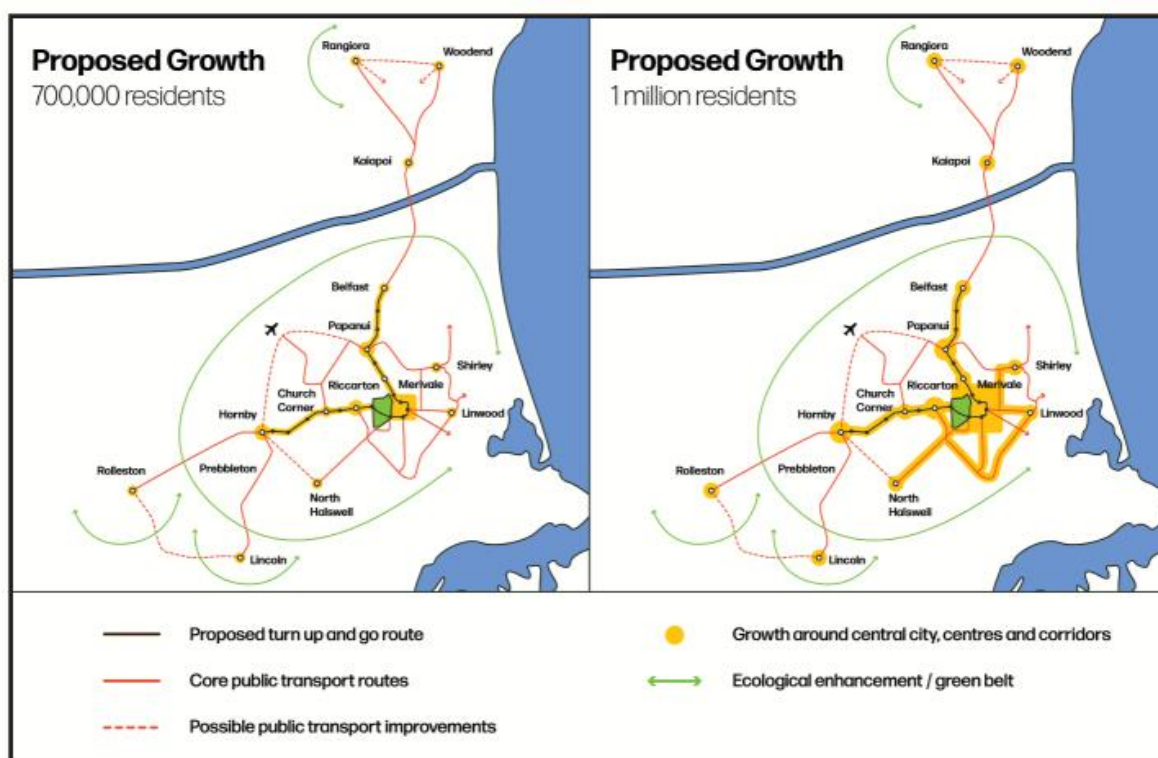 Proposed Growth
700,000 residents
Rangiora
Woodend
Kaiapoi
Belfast
Papanui
Shirley
Riccarton
Merivale
Church
Corner
Hornby
Linwood
Prebbleton
Rolleston
North
Halswell
Lincoln
Proposed Growth
1 million residents
Rangiora
Woodend
Kaiapoi
Belfast
Papanui
Shirley
Riccarton
Merivale
Church
Corner
Hornby
Linwood
Prebbleton
Rolleston
North
Halswell
Lincoln
Proposed turn up and go route
Core public transport routes
Possible public transport improvements
Growth around central city, centres and corridors
Ecological enhancement / green belt